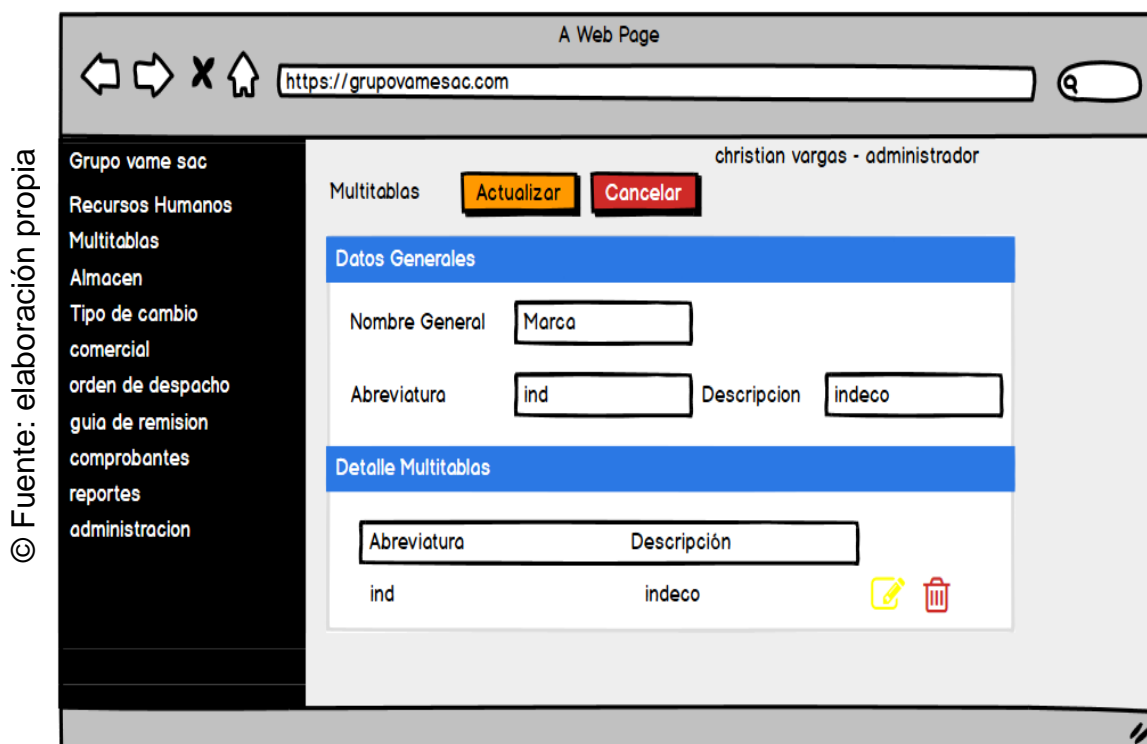 A Web Page
https://grupovamesac.com
© Fuente: elaboración propia
Grupo vame sac
Recursos Humanos
Multitablas
Almacen
Tipo de cambio
comercial
orden de despacho
guia de remision
comprobantes
reportes
administracion
christian vargas - administrador
Multitablas Actualizar Cancelar
Datos Generales
Nombre General Marca
Abreviatura ind Descripcion indeco
Detalle Multitablas
Abreviatura Descripción
ind indeco